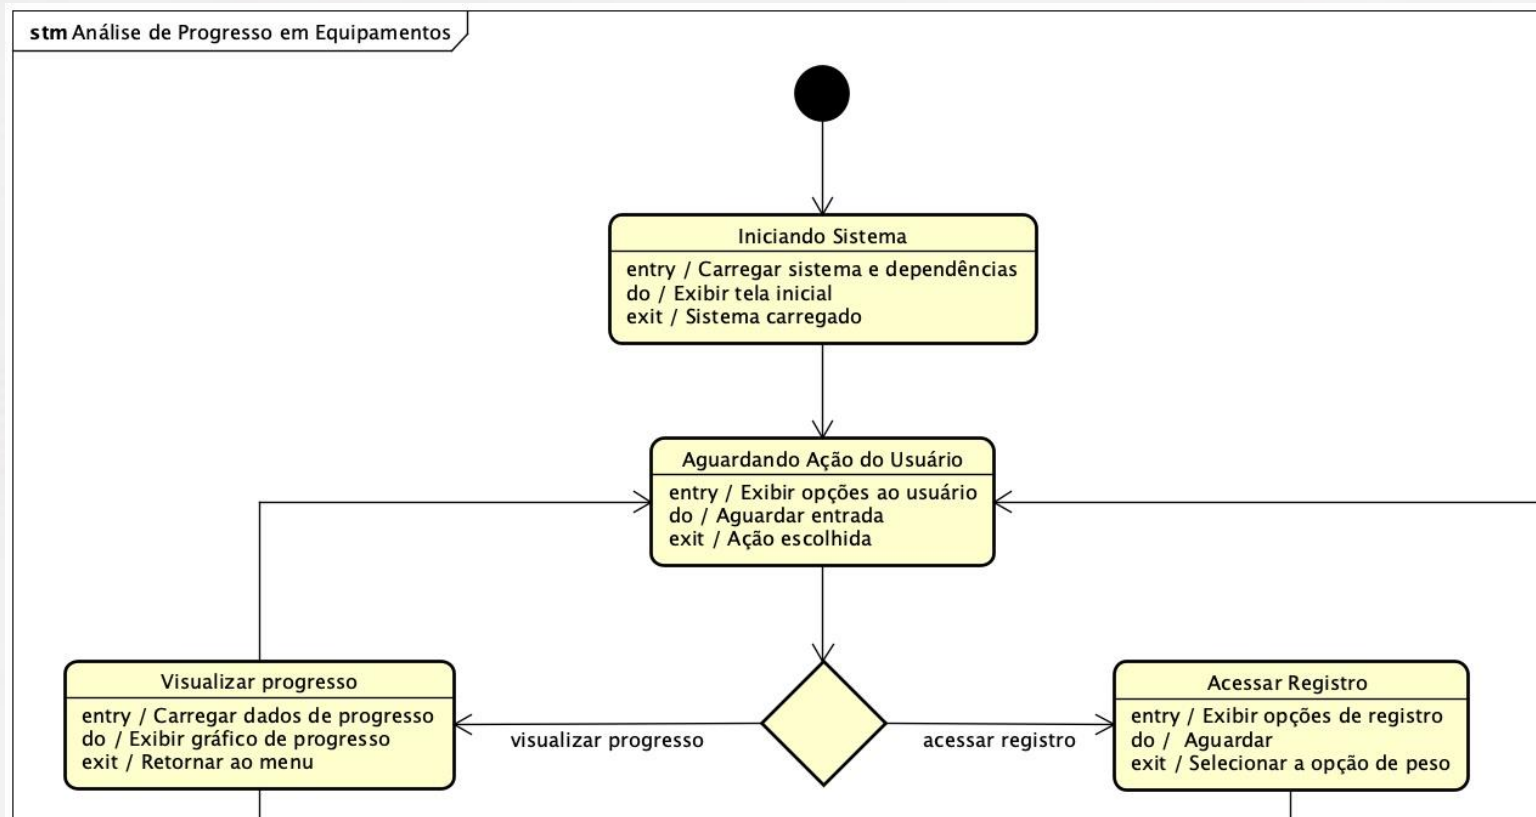 stm Análise de Progresso em Equipamentos
Iniciando Sistema
entry / Carregar sistema e dependências
do / Exibir tela inicial
exit / Sistema carregado
Aguardando Ação do Usuário
entry / Exibir opções ao usuário
do / Aguardar entrada
exit / Ação escolhida
Visualizar progresso
entry / Carregar dados de progresso
do / Exibir gráfico de progresso
exit / Retornar ao menu
visualizar progresso
acessar registro
Acessar Registro
entry / Exibir opções de registro
do /  Aguardar
exit / Selecionar a opção de peso